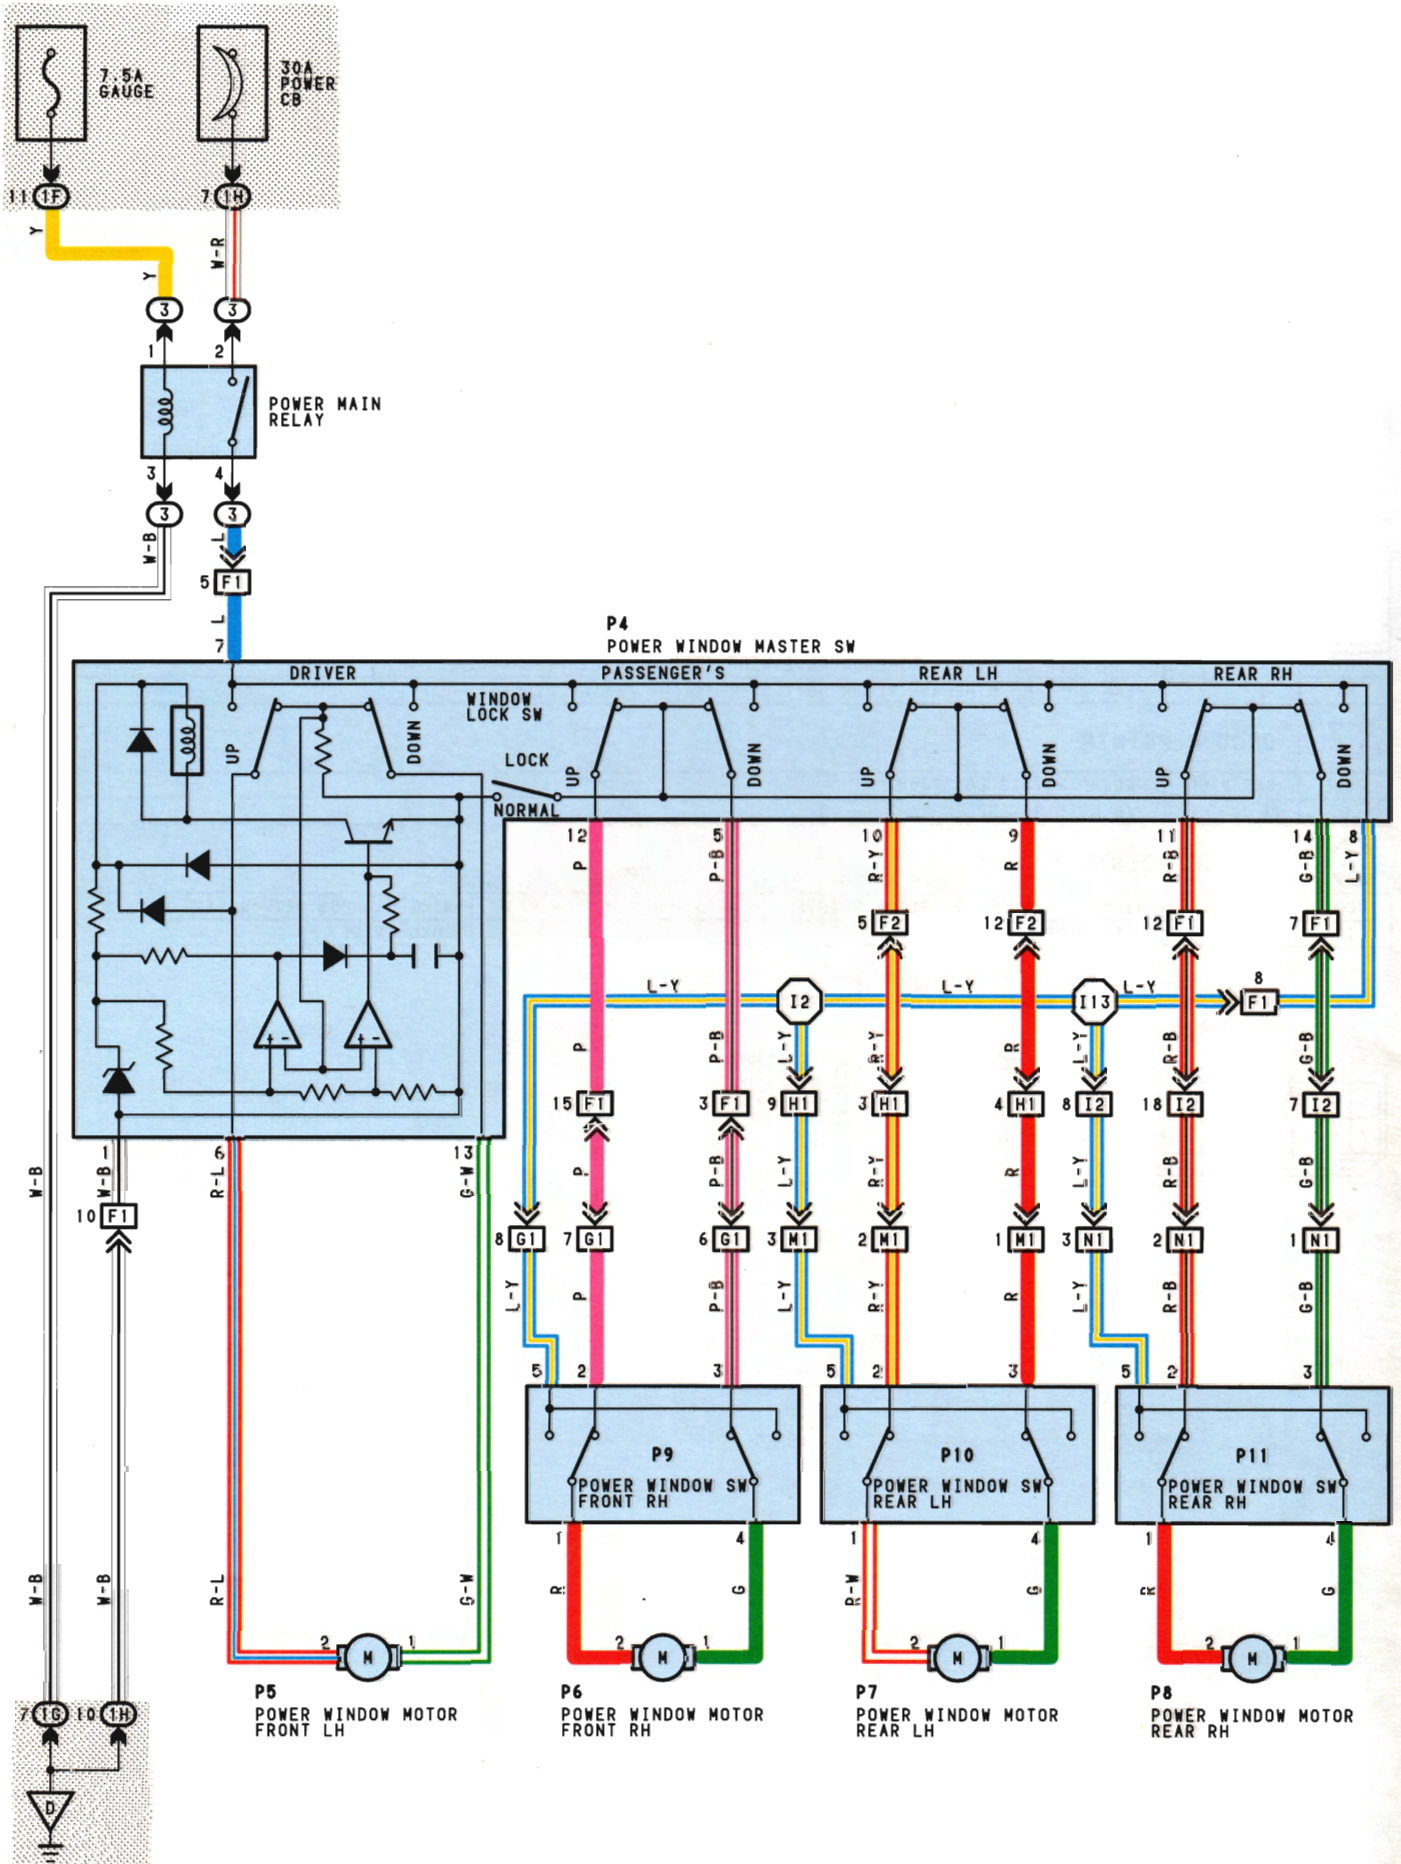 7.5A
GAUGE
30A
POWER
CB
11 1F
7 1H
Y
W-R
Y
3
3
1
2
POWER MAIN
RELAY
3
4
3
3
W-B
L
5 F1
L
7
P4
POWER WINDOW MASTER SW
DRIVER
PASSENGER'S
REAR LH
REAR RH
WINDOW
LOCK SW
UP
DOWN
LOCK
NORMAL
UP
DOWN
UP
DOWN
UP
DOWN
12
5
10
9
11
14
8
P
P-B
R-Y
R
R-B
G-B
L-Y
5 F2
12 F2
12 F1
7 F1
L-Y
I2
L-Y
I13
L-Y
8
F1
+ -
- +
P
P-B
L-Y
R-Y
R
L-Y
R-B
G-B
15 F1
3 F1
9 H1
3 H1
4 H1
8 I2
18 I2
7 I2
1
6
13
W-B
W-B
R-L
G-W
P
P-B
L-Y
R-Y
R
L-Y
R-B
G-B
10 F1
8 G1
7 G1
6 G1
3 M1
2 M1
1 M1
3 N1
2 N1
1 N1
L-Y
P
P-B
L-Y
R-Y
R
L-Y
R-B
G-B
5
2
3
5
2
3
5
2
3
P9
POWER WINDOW SW
FRONT RH
P10
POWER WINDOW SW
REAR LH
P11
POWER WINDOW SW
REAR RH
1
4
1
4
1
4
W-B
W-B
R-L
G-W
R
G
R-W
G
R
G
2 M 1
2 M 1
2 M 1
2 M 1
P5
POWER WINDOW MOTOR
FRONT LH
P6
POWER WINDOW MOTOR
FRONT RH
P7
POWER WINDOW MOTOR
REAR LH
P8
POWER WINDOW MOTOR
REAR RH
7 1G
10 1H
D